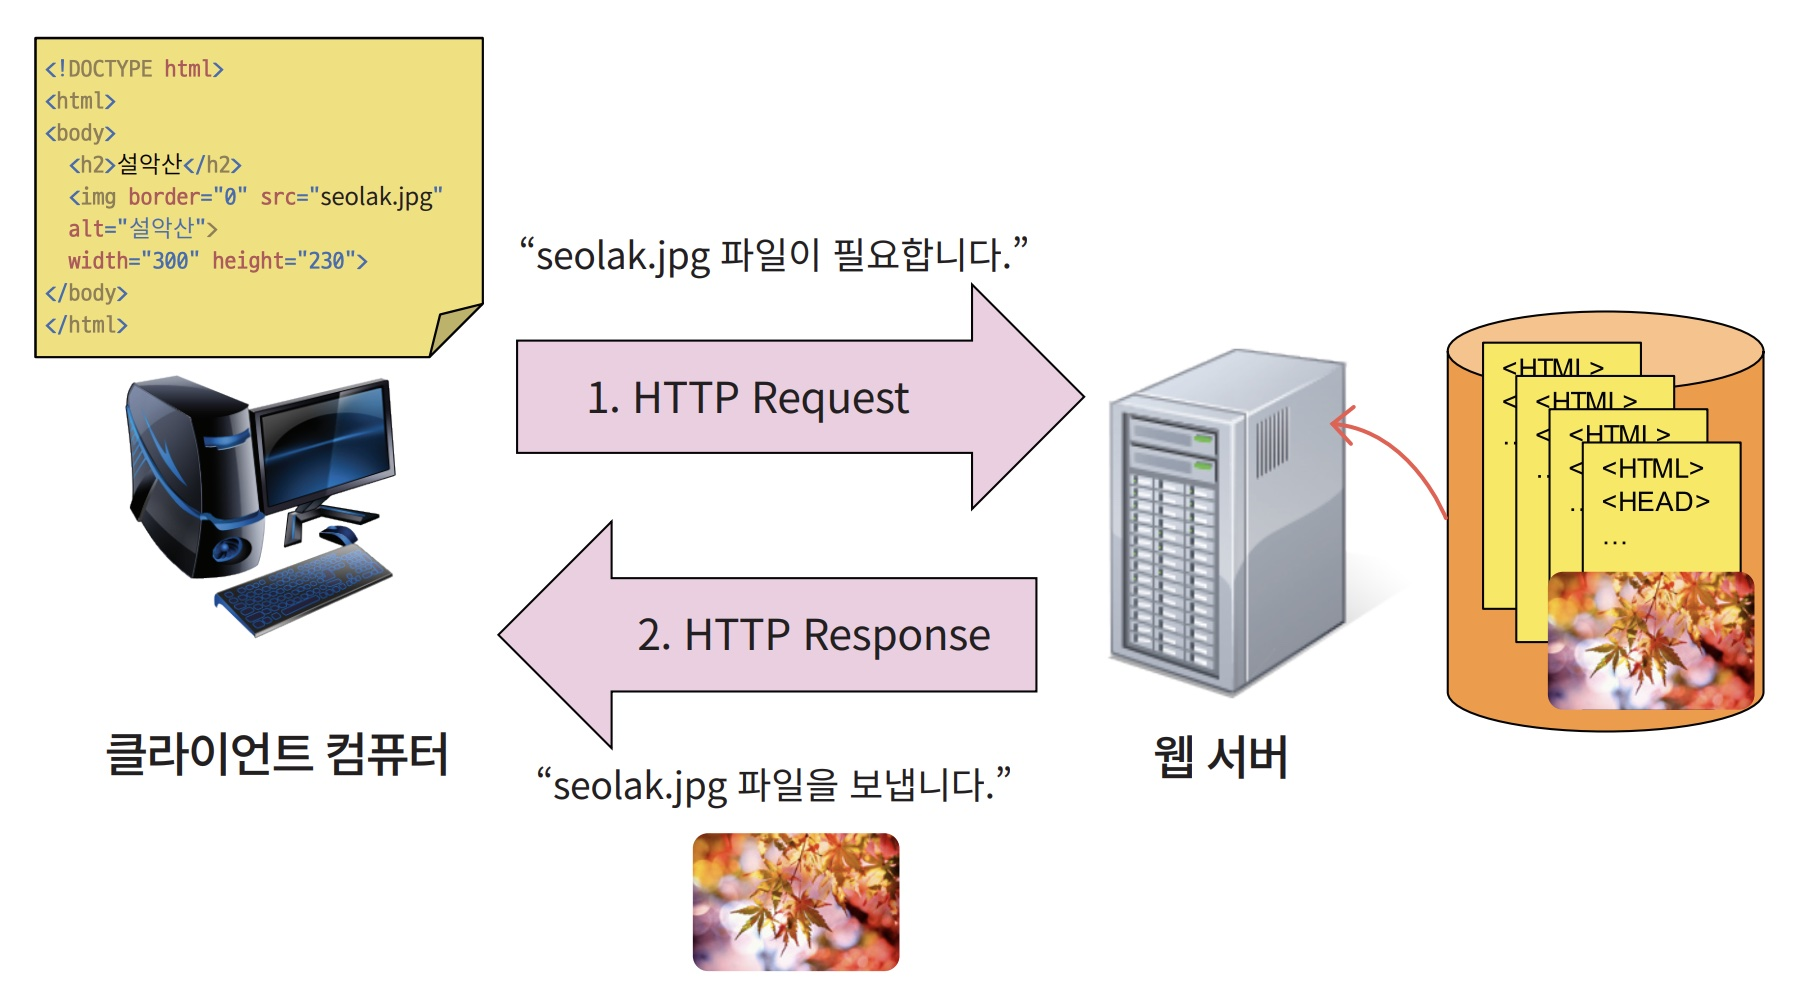 <!DOCTYPE html>
<html>
<body>
<h2>설악산</h2>
<img border="0" src="seolak.jpg"
alt="설악산">
width="300" height="230">
</body>
</html>
“seolak.jpg 파일이 필요합니다.”
1. HTTP Request
2. HTTP Response
“seolak.jpg 파일을 보냅니다.”
클라이언트 컴퓨터
웹 서버
<HTML>
<
..
<HTML>
<
..
<HTML>
<
..
<HTML>
<HEAD>
...